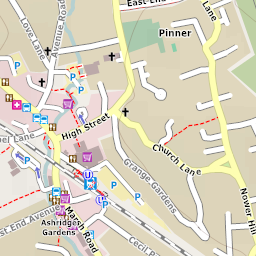 East End
Lane
Pinner
Love Lane
Avenue Road
High Street
Lane
Church Lane
Grange Gardens
Nower Hill
End Avenue
Marsh Road
Ashridge
Gardens
Cecil P
P
P
P
P
P
P
P